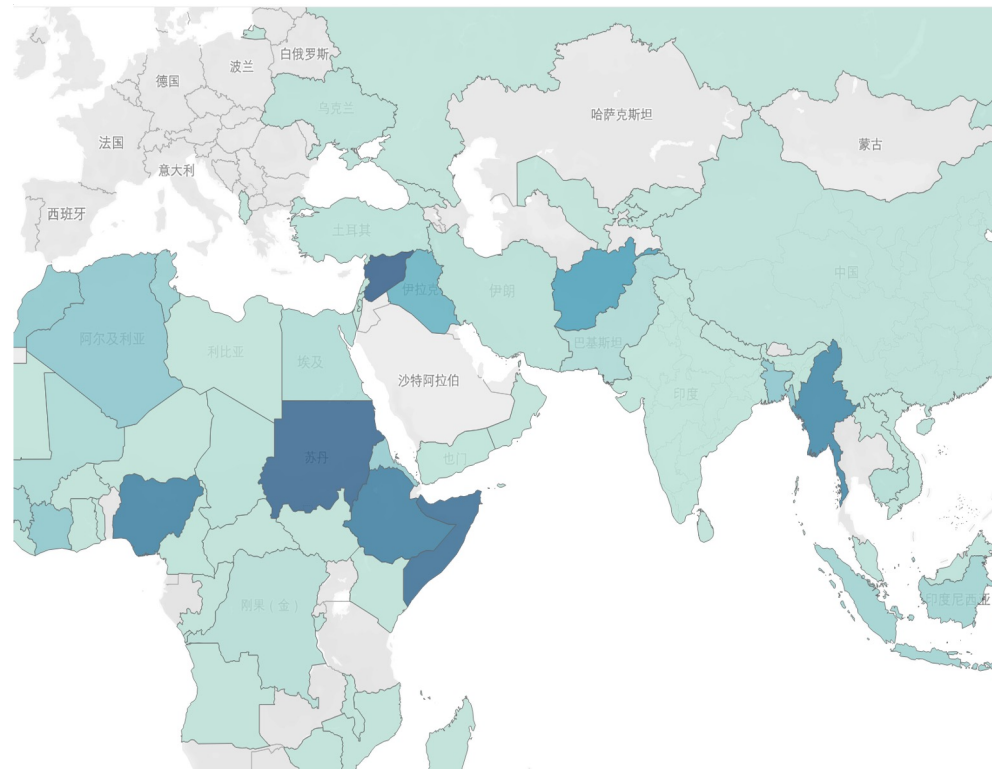 白俄罗斯
波兰
德国
乌克兰
哈萨克斯坦
法国
蒙古
意大利
西班牙
土耳其
中国
伊拉克
伊朗
阿尔及利亚
巴基斯坦
利比亚
埃及
沙特阿拉伯
印度
苏丹
也门
印度尼西亚
刚果（金）